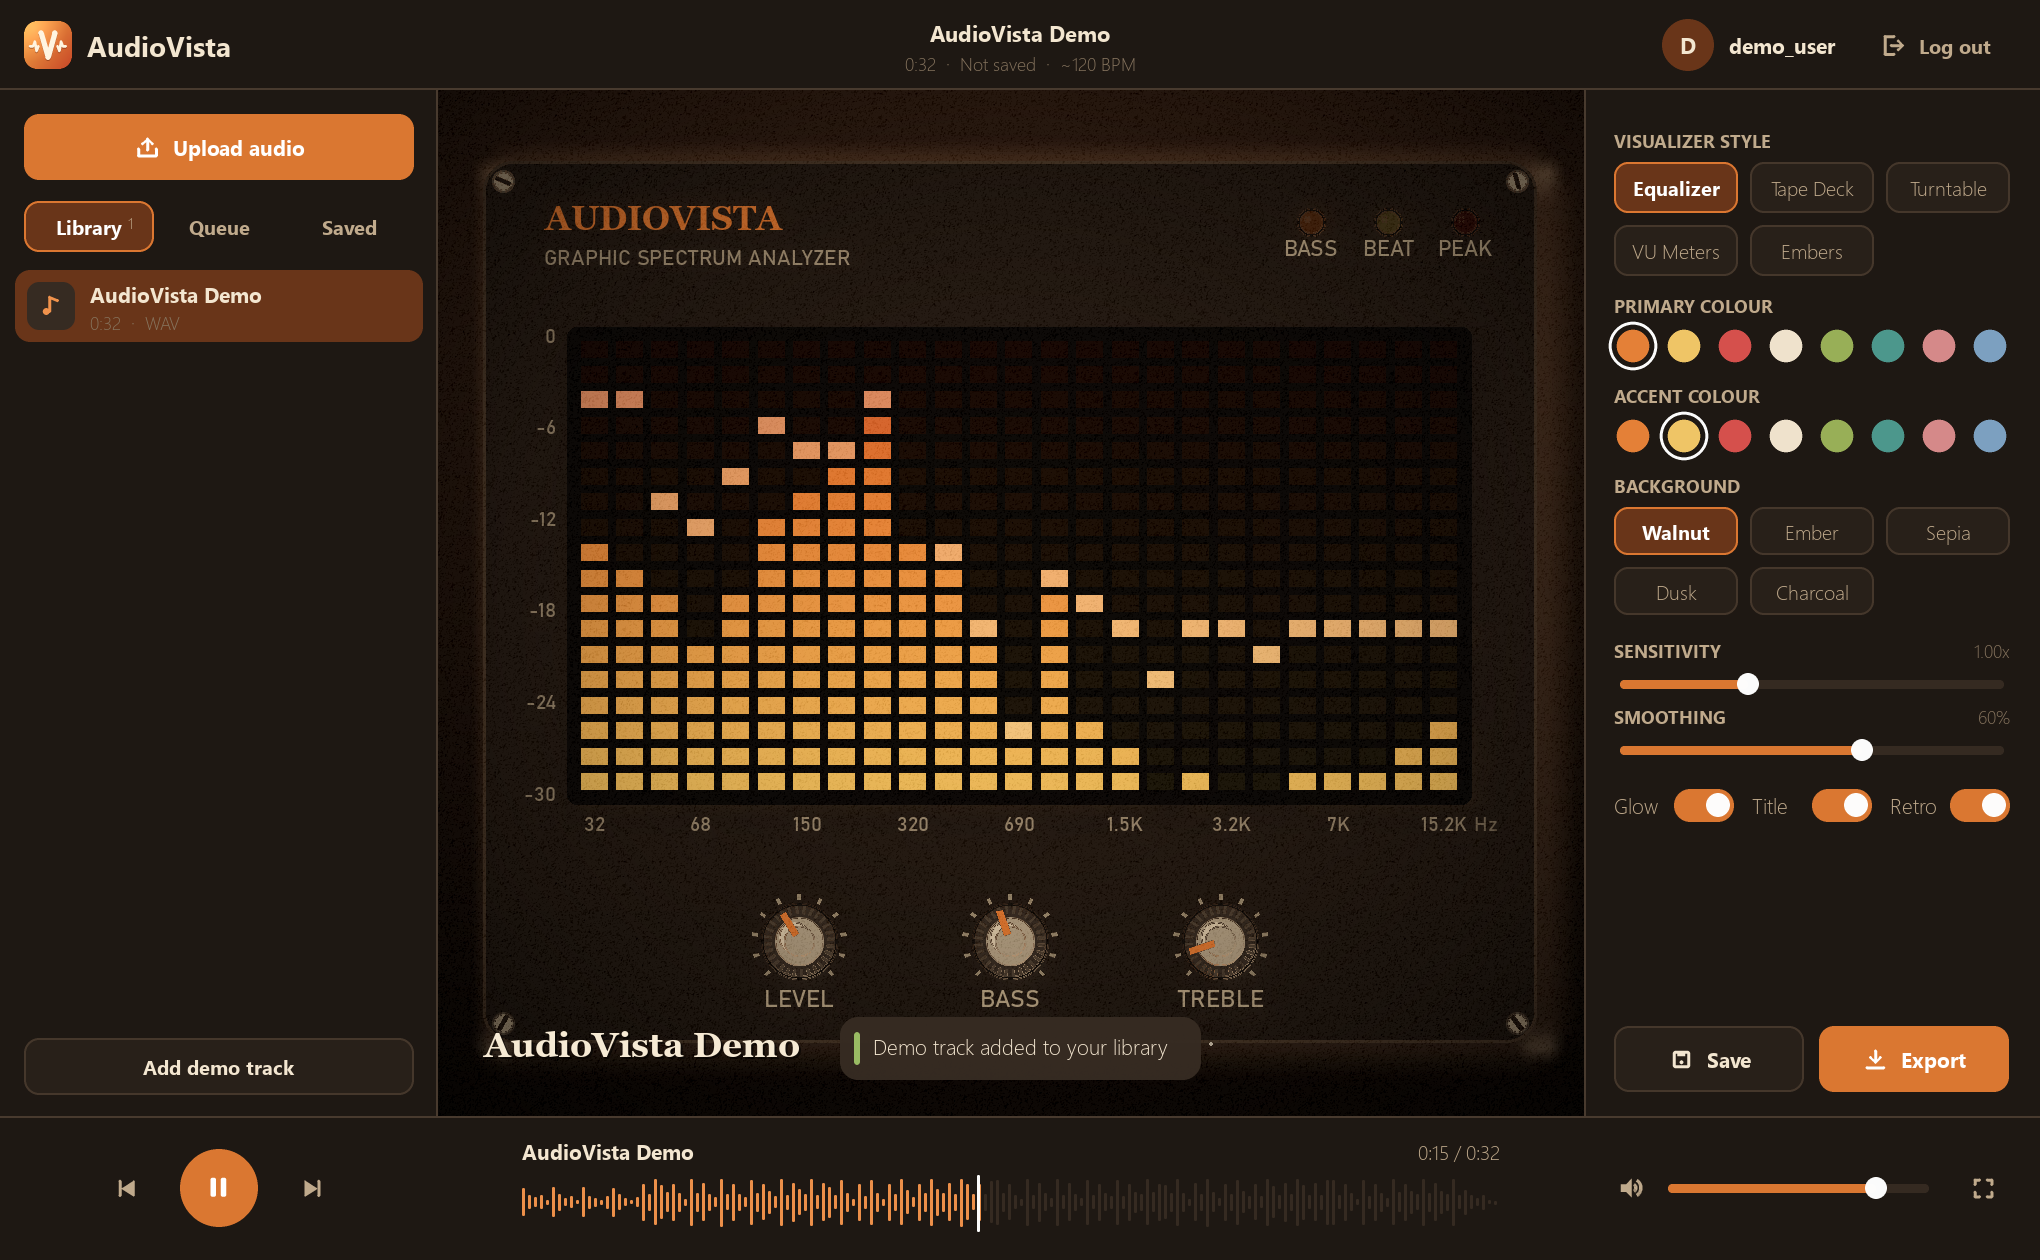 AudioVista
AudioVista Demo
0:32 · Not saved · ~120 BPM
D
demo_user
Log out
Upload audio
Library 1
Queue
Saved
AudioVista Demo
0:32 · WAV
Add demo track
AUDIOVISTA
GRAPHIC SPECTRUM ANALYZER
BASS BEAT PEAK
0
-6
-12
-18
-24
-30
32 68 150 320 690 1.5K 3.2K 7K 15.2K Hz
LEVEL BASS TREBLE
AudioVista Demo
Demo track added to your library
VISUALIZER STYLE
Equalizer Tape Deck Turntable
VU Meters Embers
PRIMARY COLOUR
ACCENT COLOUR
BACKGROUND
Walnut Ember Sepia
Dusk Charcoal
SENSITIVITY 1.00x
SMOOTHING 60%
Glow Title Retro
Save Export
AudioVista Demo
0:15 / 0:32